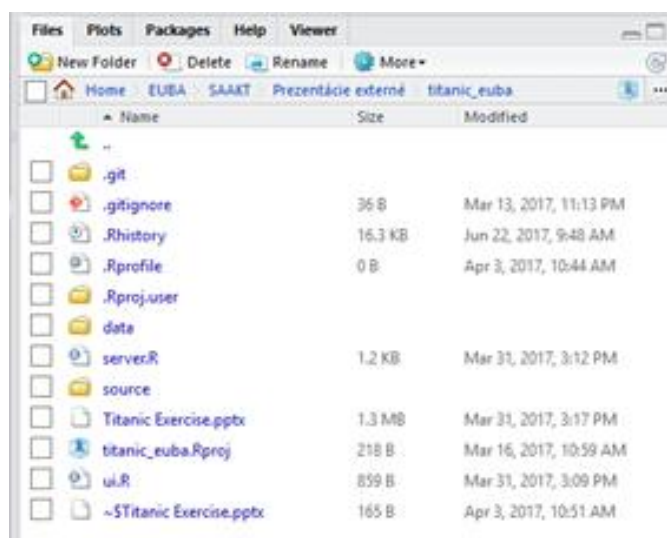 Files Plots Packages Help Viewer
New Folder Delete Rename More
Home EUBA SAAKT Prezentácie externé titanic_euba ...
Name Size Modified
..
.git
.gitignore 36 B Mar 13, 2017, 11:13 PM
.Rhistory 16.3 KB Jun 22, 2017, 9:48 AM
.Rprofile 0 B Apr 3, 2017, 10:44 AM
.Rproj.user
data
server.R 1.2 KB Mar 31, 2017, 3:12 PM
source
Titanic Exercise.pptx 1.3 MB Mar 31, 2017, 3:17 PM
titanic_euba.Rproj 218 B Mar 16, 2017, 10:59 AM
ui.R 859 B Mar 31, 2017, 3:09 PM
~$Titanic Exercise.pptx 165 B Apr 3, 2017, 10:51 AM